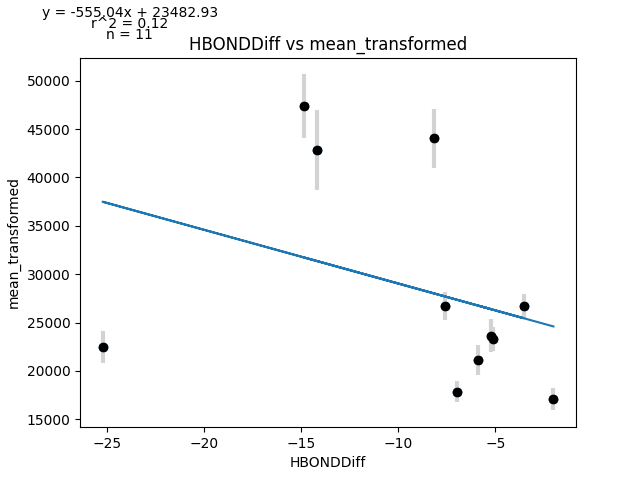 y = -555.04x + 23482.93
r^2 = 0.12
n = 11
HBONDDiff vs mean_transformed
50000
45000
40000
35000
30000
25000
20000
15000
mean_transformed
−25
−20
−15
−10
−5
HBONDDiff